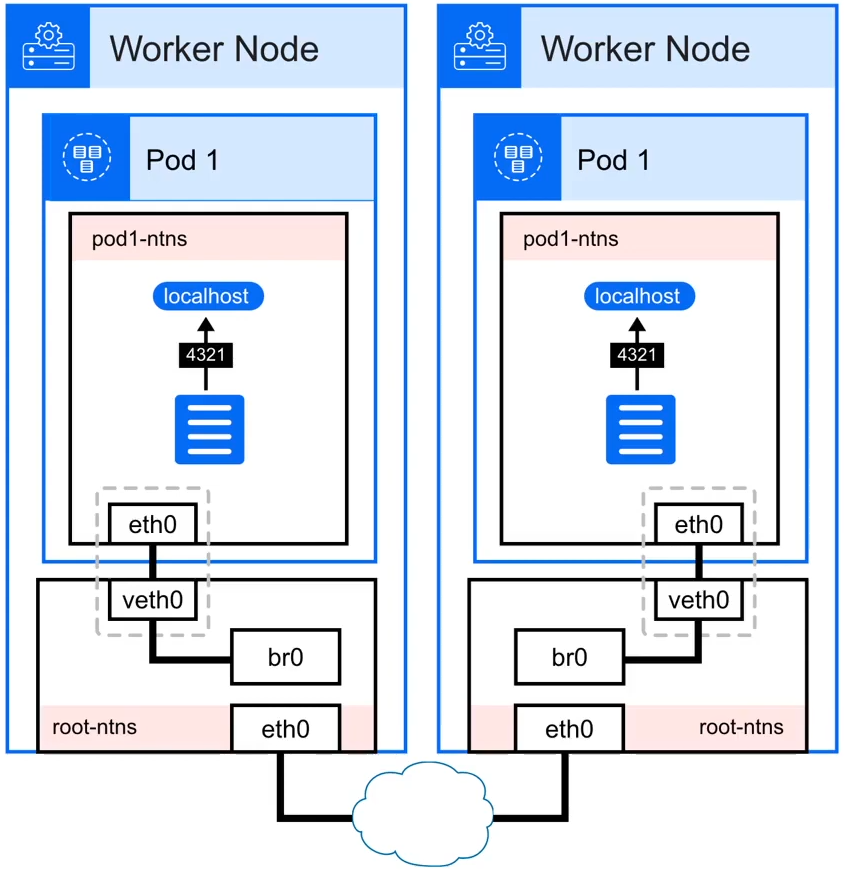 Worker Node
Pod 1
pod1-ntns
localhost
4321
eth0
veth0
br0
root-ntns
eth0
Worker Node
Pod 1
pod1-ntns
localhost
4321
eth0
veth0
br0
eth0
root-ntns